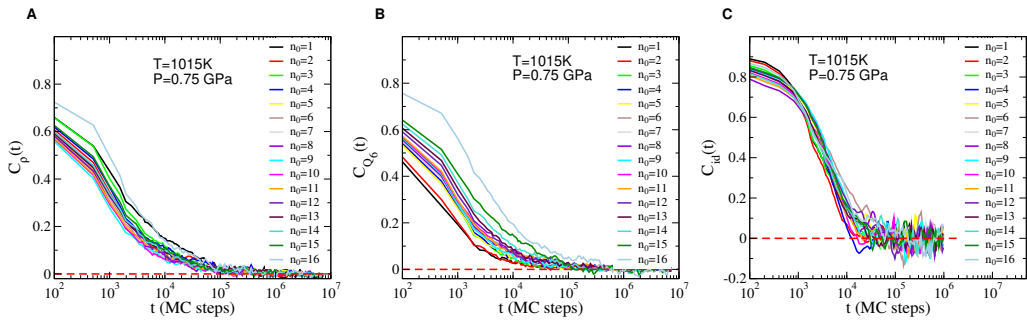 A
T=1015K
P=0.75 GPa
n0=1
n0=2
n0=3
n0=4
n0=5
n0=6
n0=7
n0=8
n0=9
n0=10
n0=11
n0=12
n0=13
n0=14
n0=15
n0=16
0.8
0.6
0.4
0.2
0
Cρ(t)
10^2 10^3 10^4 10^5 10^6 10^7
t (MC steps)
B
T=1015K
P=0.75 GPa
n0=1
n0=2
n0=3
n0=4
n0=5
n0=6
n0=7
n0=8
n0=9
n0=10
n0=11
n0=12
n0=13
n0=14
n0=15
n0=16
0.8
0.6
0.4
0.2
0
CQ6(t)
10^2 10^3 10^4 10^5 10^6 10^7
t (MC steps)
C
T=1015K
P=0.75 GPa
n0=1
n0=2
n0=3
n0=4
n0=5
n0=6
n0=7
n0=8
n0=9
n0=10
n0=11
n0=12
n0=13
n0=14
n0=15
n0=16
0.8
0.6
0.4
0.2
0
-0.2
Cid(t)
10^2 10^3 10^4 10^5 10^6 10^7
t (MC steps)